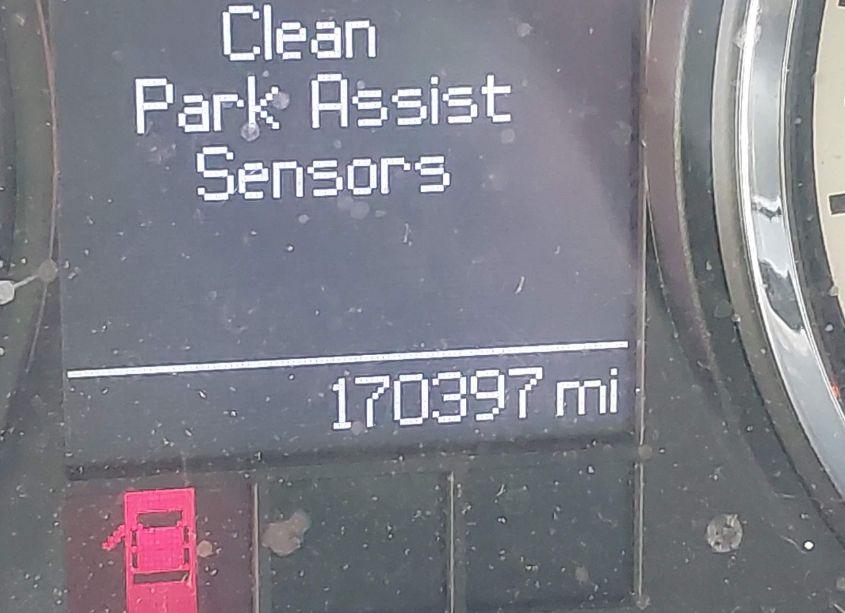 Clean
Park Assist
Sensors
170397 mi